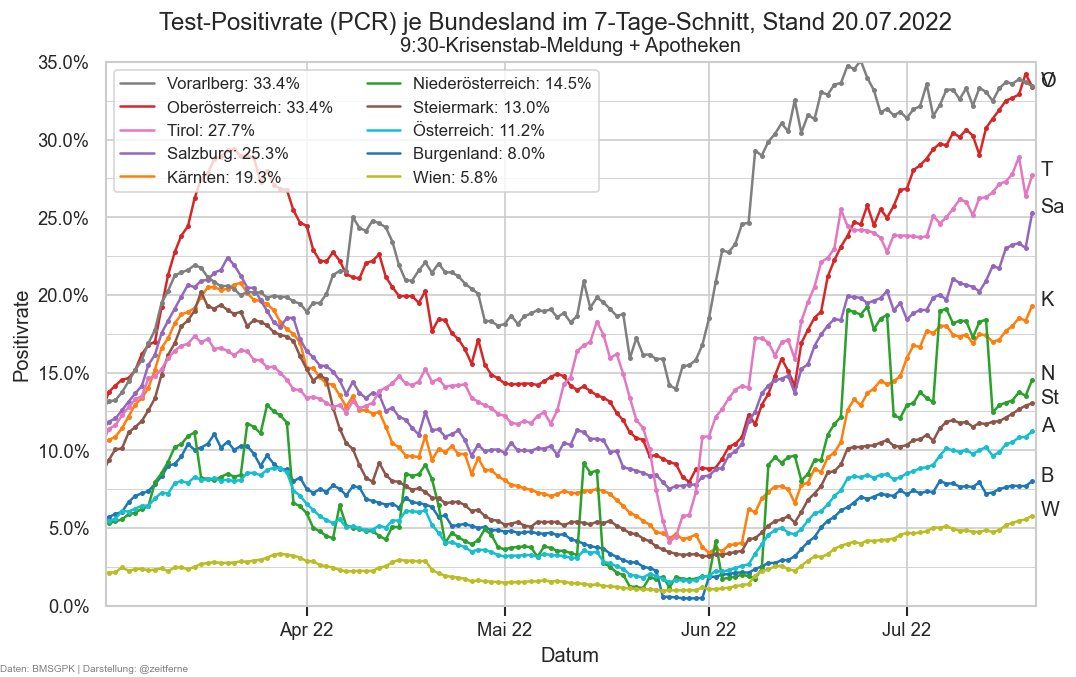 Test-Positivrate (PCR) je Bundesland im 7-Tage-Schnitt, Stand 20.07.2022
9:30-Krisenstab-Meldung + Apotheken
35.0%
30.0%
25.0%
20.0%
15.0%
10.0%
5.0%
0.0%
Positivrate
Vorarlberg: 33.4%
Oberösterreich: 33.4%
Tirol: 27.7%
Salzburg: 25.3%
Kärnten: 19.3%
Niederösterreich: 14.5%
Steiermark: 13.0%
Österreich: 11.2%
Burgenland: 8.0%
Wien: 5.8%
V
O
T
Sa
K
N
St
A
B
W
Apr 22
Mai 22
Jun 22
Jul 22
Datum
Daten: BMSGPK | Darstellung: @zeitferne